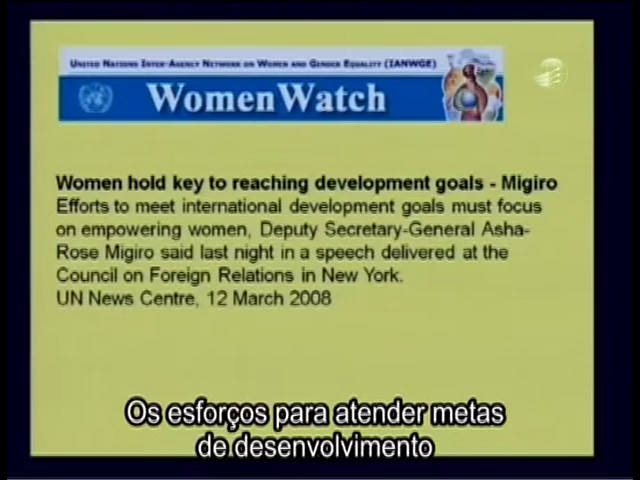 UNITED NATIONS INTER-AGENCY NETWORK ON WOMEN AND GENDER EQUALITY (IANWGE)
WomenWatch
Women hold key to reaching development goals - Migiro
Efforts to meet international development goals must focus
on empowering women, Deputy Secretary-General Asha-
Rose Migiro said last night in a speech delivered at the
Council on Foreign Relations in New York.
UN News Centre, 12 March 2008
Os esforços para atender metas
de desenvolvimento